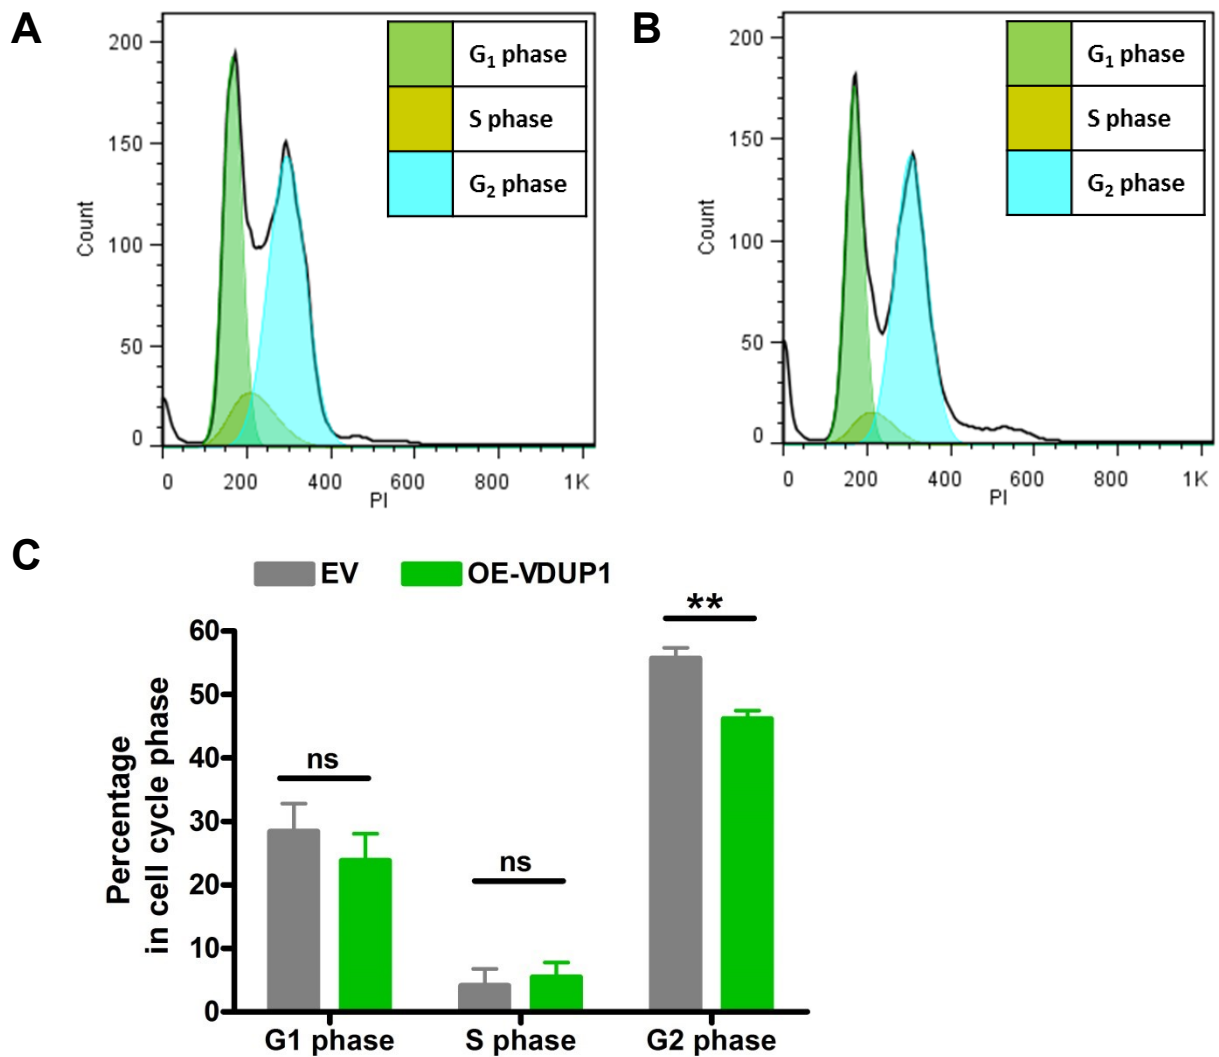 A
200
150
100
50
0
Count
0 200 400 600 800 1K
PI
G₁ phase
S phase
G₂ phase
B
200
150
100
50
0
Count
0 200 400 600 800 1K
PI
G₁ phase
S phase
G₂ phase
C
EV OE-VDUP1
Percentage
in cell cycle phase
60
50
40
30
20
10
0
ns
ns
**
G1 phase S phase G2 phase